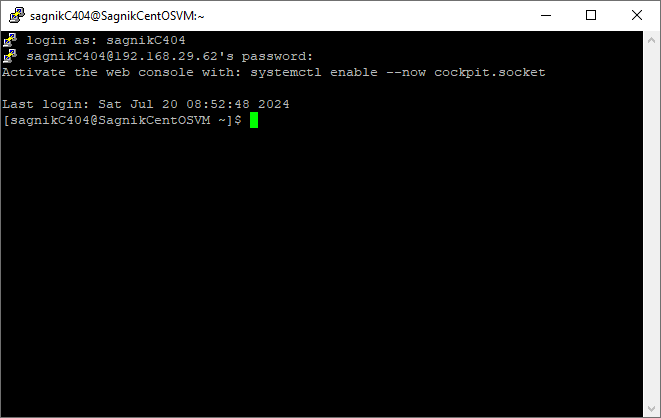 sagnikC404@SagnikCentOSVM:~
login as: sagnikC404
sagnikC404@192.168.29.62's password:
Activate the web console with: systemctl enable --now cockpit.socket
Last login: Sat Jul 20 08:52:48 2024
[sagnikC404@SagnikCentOSVM ~]$